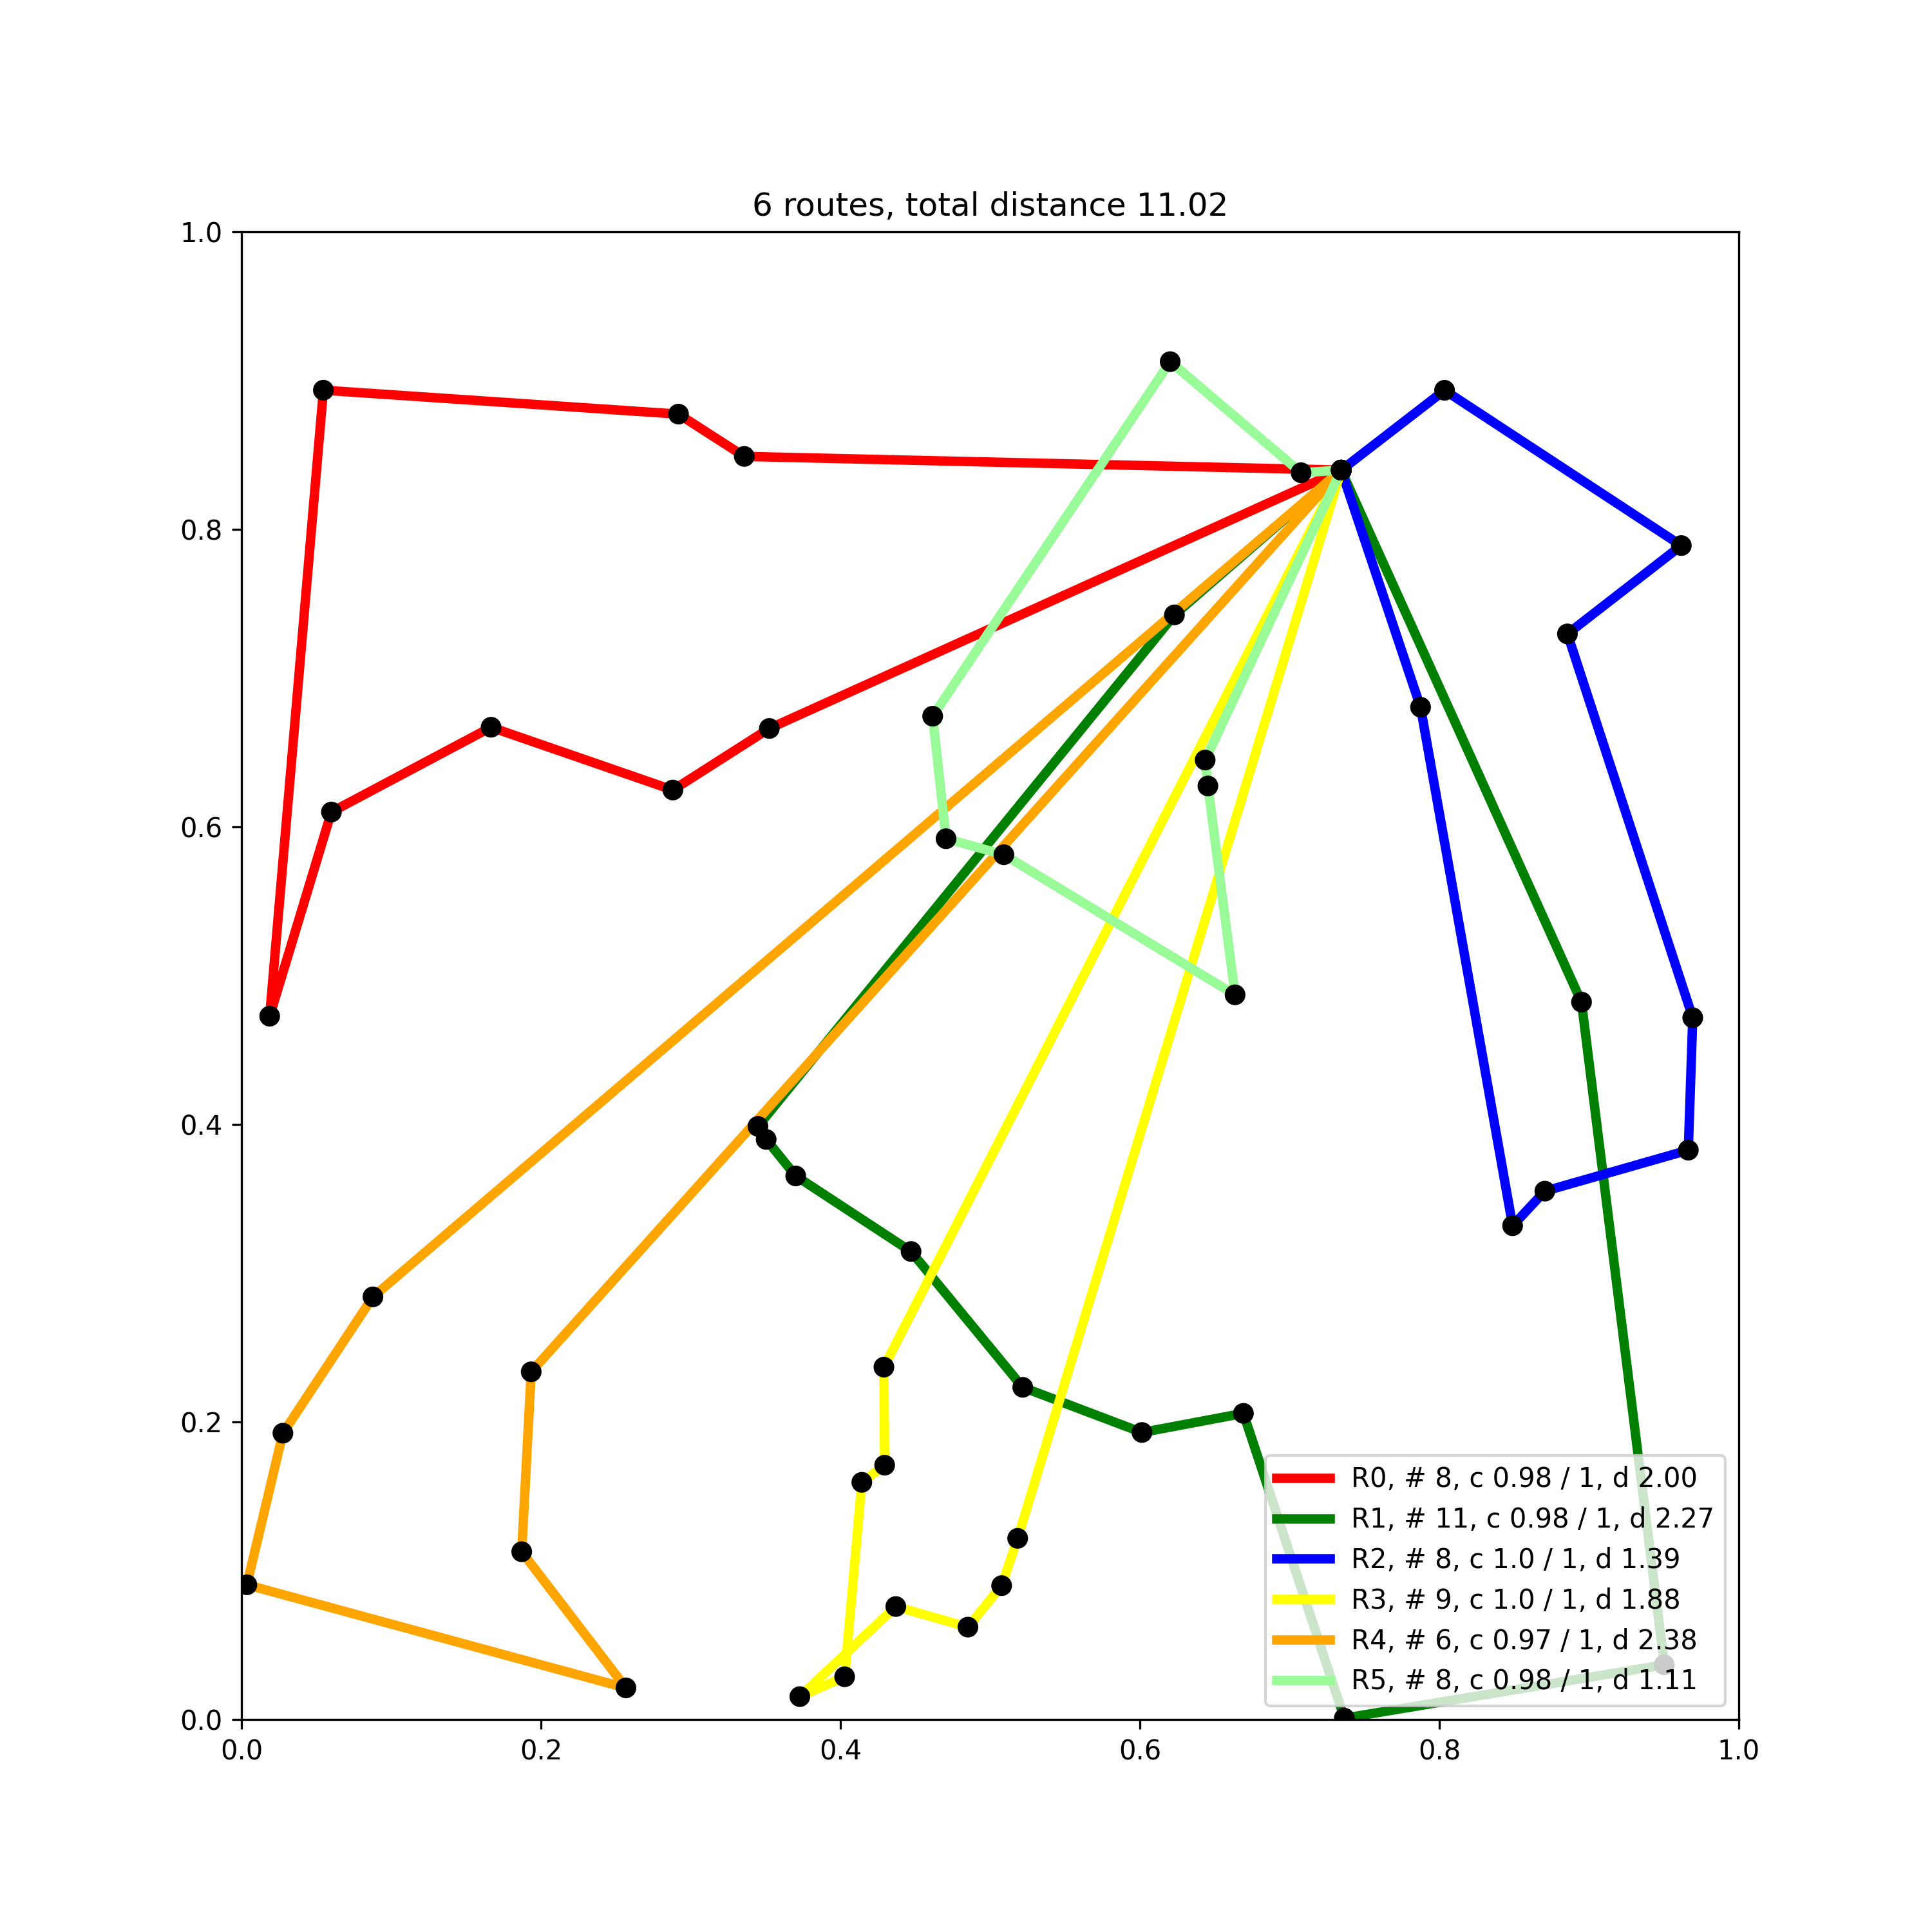 6 routes, total distance 11.02
1.0
0.8
0.6
0.4
0.2
0.0
0.0 0.2 0.4 0.6 0.8 1.0
R0, # 8, c 0.98 / 1, d 2.00
R1, # 11, c 0.98 / 1, d 2.27
R2, # 8, c 1.0 / 1, d 1.39
R3, # 9, c 1.0 / 1, d 1.88
R4, # 6, c 0.97 / 1, d 2.38
R5, # 8, c 0.98 / 1, d 1.11